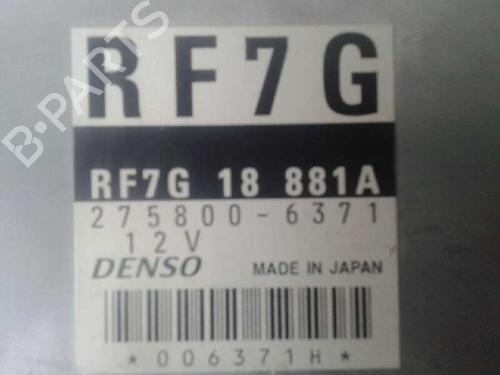 RF7G
B-PARTS
RF7G 18 881A
275800-6371
12V
DENSO MADE IN JAPAN
*006371H*